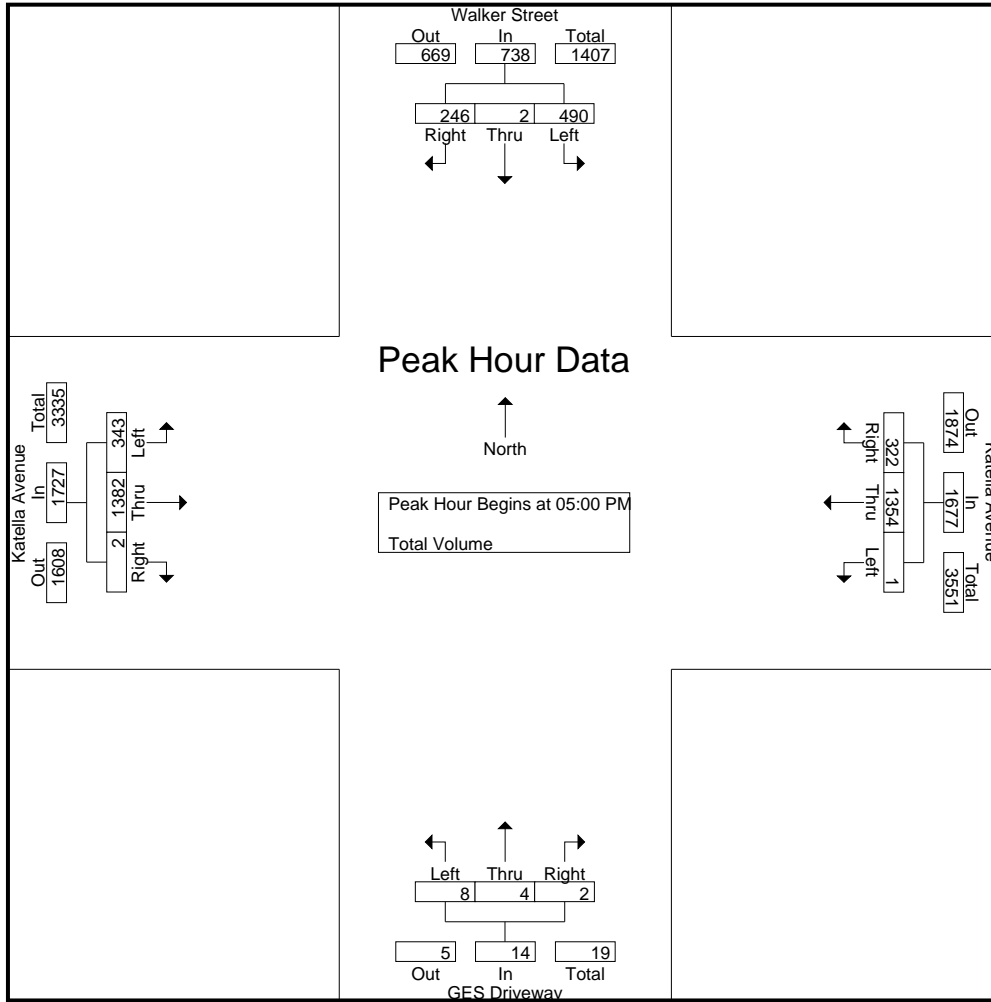 Walker Street
Out In Total
669 738 1407
246 2 490
Right Thru Left
Peak Hour Data
North
Peak Hour Begins at 05:00 PM
Total Volume
Katella Avenue
Out In Total
1608 1727 3335
2 1382 343
Right Thru Left
Katella Avenue
Out In Total
1874 1677 3551
322 1354 1
Right Thru Left
Left Thru Right
8 4 2
5 14 19
Out In Total
GES Driveway